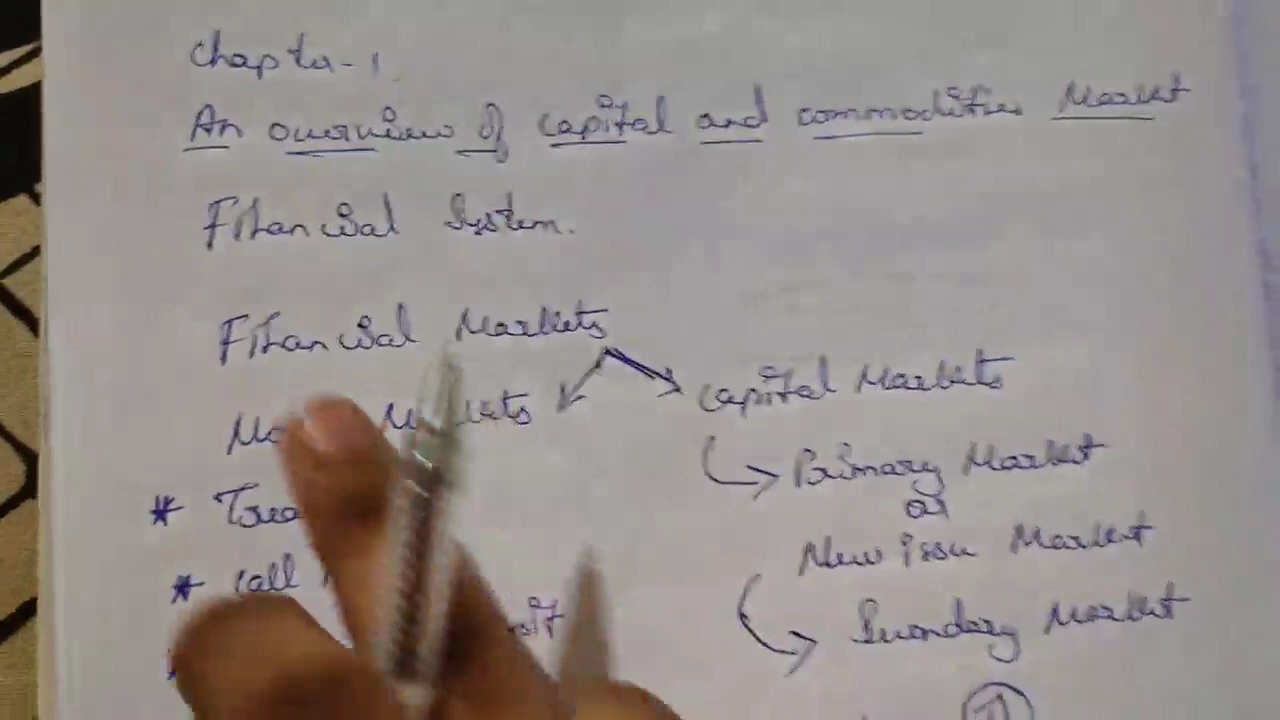 Chapter-1.
An overview of capital and commodities Market
Financial System.
Financial Markets
Capital Markets
*
* Call
Primary Market
or
New issue Market
Secondary Market